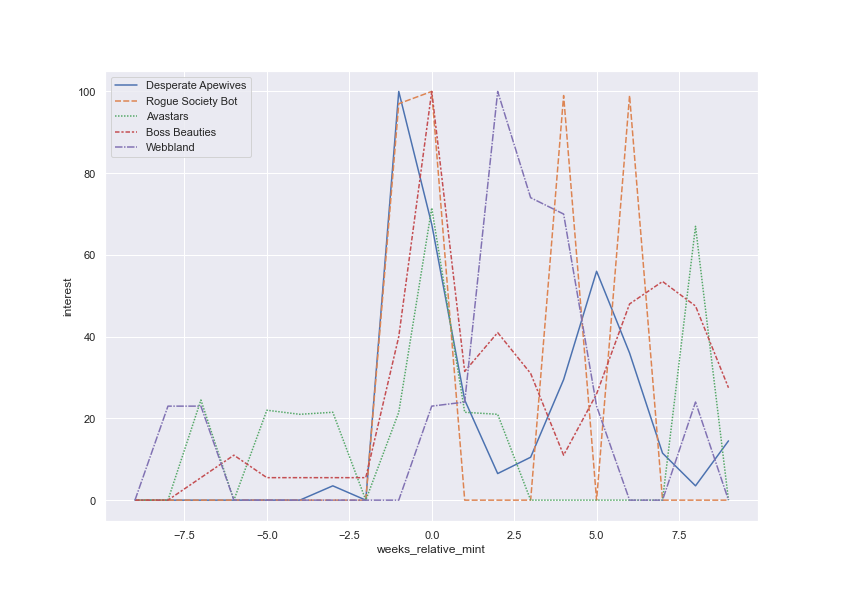 Desperate Apewives
Rogue Society Bot
Avastars
Boss Beauties
Webbland
100
80
60
40
20
0
interest
−7.5 −5.0 −2.5 0.0 2.5 5.0 7.5
weeks_relative_mint